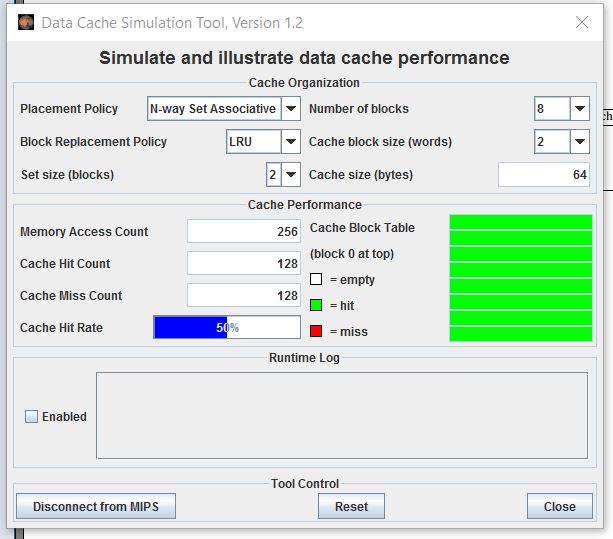 Data Cache Simulation Tool, Version 1.2
Simulate and illustrate data cache performance
Cache Organization
Placement Policy N-way Set Associative Number of blocks 8
Block Replacement Policy LRU Cache block size (words) 2
Set size (blocks) 2 Cache size (bytes) 64
Cache Performance
Memory Access Count 256 Cache Block Table
(block 0 at top)
Cache Hit Count 128
= empty
Cache Miss Count 128
= hit
Cache Hit Rate 50%
= miss
Runtime Log
Enabled
Tool Control
Disconnect from MIPS Reset Close